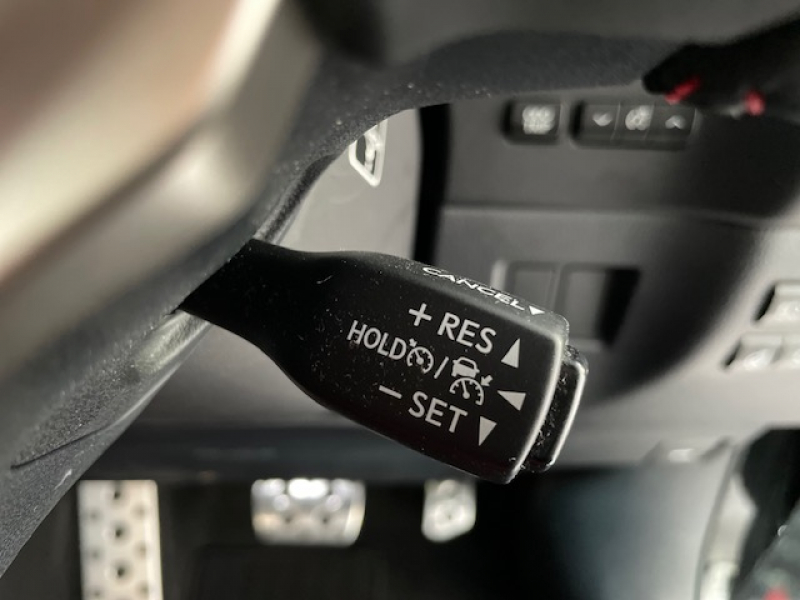 CANCEL
+ RES
HOLD /
− SET